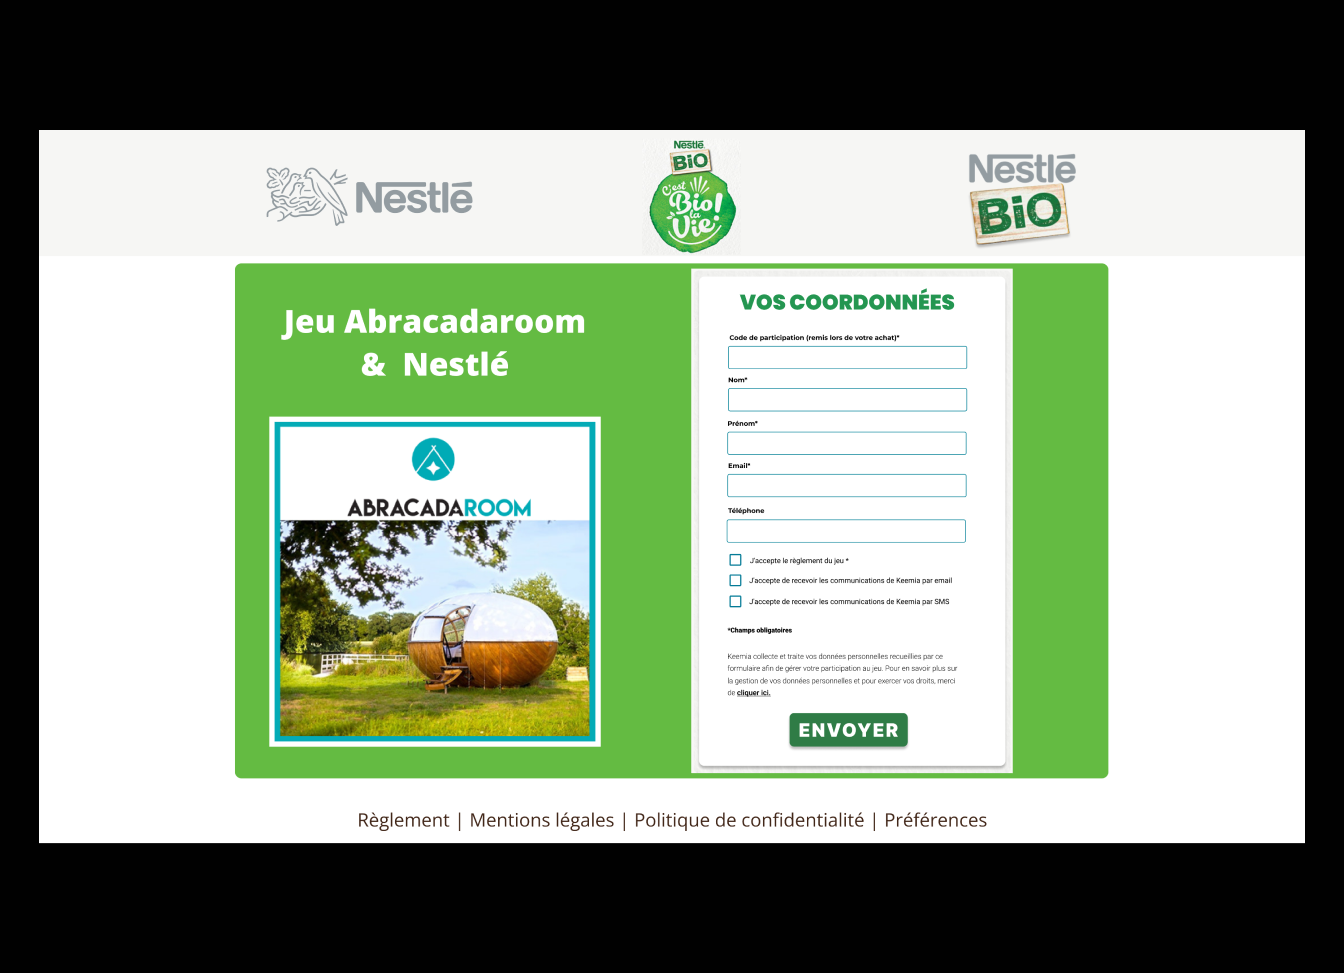 Nestlé
Nestlé
BiO
C'est
Bio!
la
Vie!
Nestlé
BiO
Jeu Abracadaroom
& Nestlé
ABRACADAROOM
VOS COORDONNÉES
Code de participation (remis lors de votre achat)*
Nom*
Prénom*
Email*
Téléphone
J'accepte le règlement du jeu *
J'accepte de recevoir les communications de Keemia par email
J'accepte de recevoir les communications de Keemia par SMS
*Champs obligatoires
Keemia collecte et traite vos données personnelles recueillies par ce
formulaire afin de gérer votre participation au jeu. Pour en savoir plus sur
la gestion de vos données personnelles et pour exercer vos droits, merci
de cliquer ici.
ENVOYER
Règlement | Mentions légales | Politique de confidentialité | Préférences